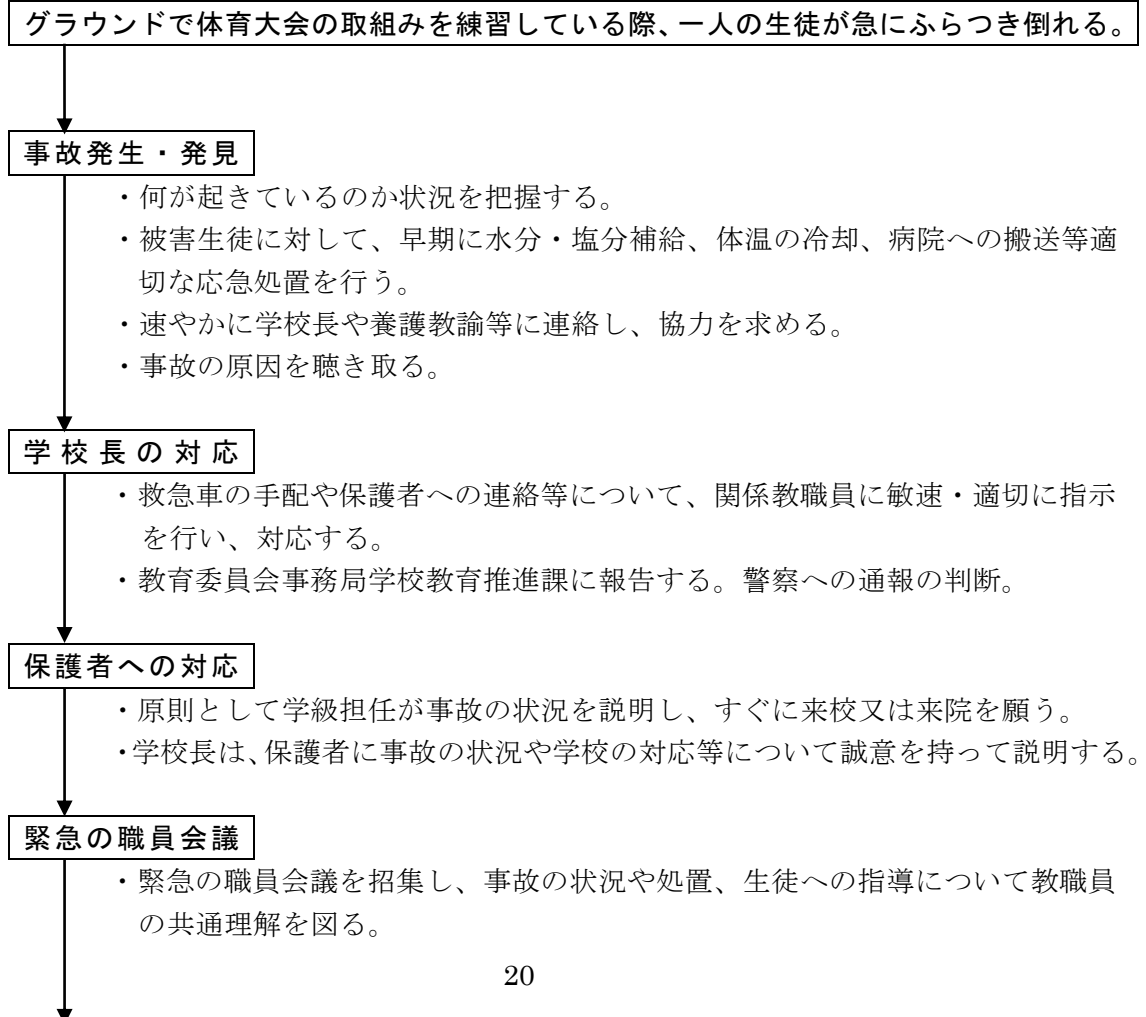 グラウンドで体育大会の取組みを練習している際、一人の生徒が急にふらつき倒れる。
事故発生・発見
・何が起きているのか状況を把握する。
・被害生徒に対して、早期に水分・塩分補給、体温の冷却、病院への搬送等適
切な応急処置を行う。
・速やかに学校長や養護教諭等に連絡し、協力を求める。
・事故の原因を聴き取る。
学校長の対応
・救急車の手配や保護者への連絡等について、関係教職員に敏速・適切に指示
を行い、対応する。
・教育委員会事務局学校教育推進課に報告する。警察への通報の判断。
保護者への対応
・原則として学級担任が事故の状況を説明し、すぐに来校又は来院を願う。
・学校長は、保護者に事故の状況や学校の対応等について誠意を持って説明する。
緊急の職員会議
・緊急の職員会議を招集し、事故の状況や処置、生徒への指導について教職員
の共通理解を図る。
20